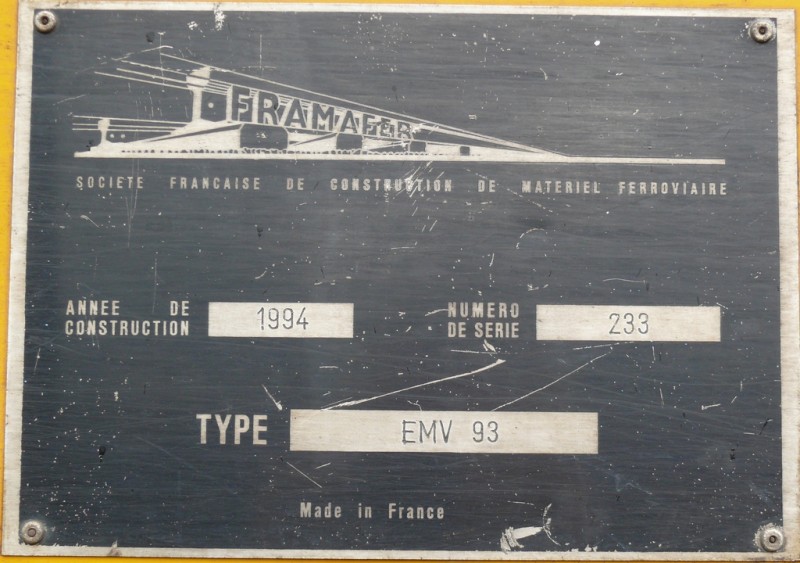 FRAMAFER
SOCIETE FRANCAISE DE CONSTRUCTION DE MATERIEL FERROVIAIRE
ANNEE DE
CONSTRUCTION
1994
NUMERO
DE SERIE
233
TYPE
EMV 93
Made in France